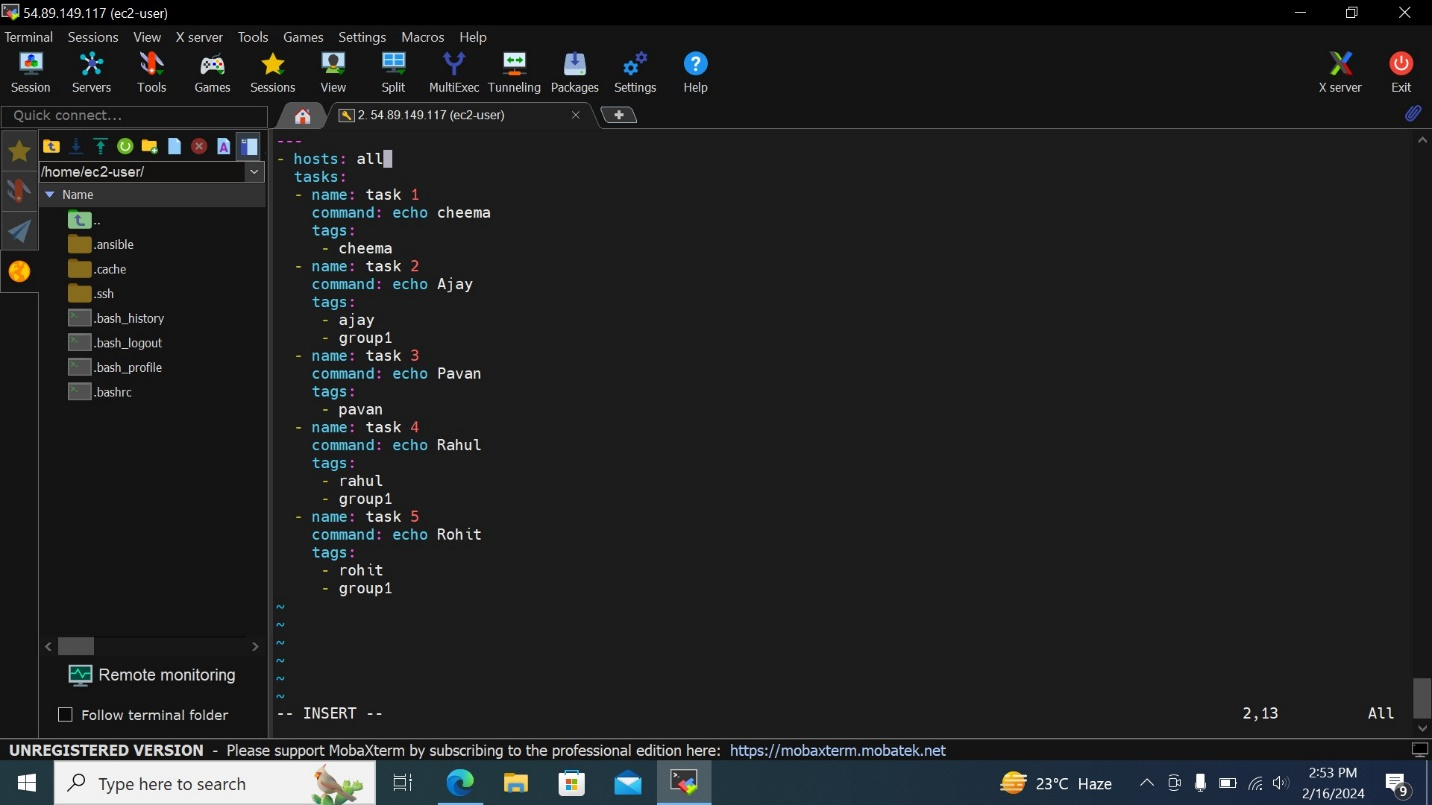 54.89.149.117 (ec2-user)
Terminal Sessions View X server Tools Games Settings Macros Help
Session Servers Tools Games Sessions View Split MultiExec Tunneling Packages Settings Help X server Exit
Quick connect...
2. 54.89.149.117 (ec2-user)
/home/ec2-user/
Name
..
.ansible
.cache
.ssh
.bash_history
.bash_logout
.bash_profile
.bashrc
Remote monitoring
Follow terminal folder
---
- hosts: all
  tasks:
  - name: task 1
    command: echo cheema
    tags:
     - cheema
  - name: task 2
    command: echo Ajay
    tags:
     - ajay
     - group1
  - name: task 3
    command: echo Pavan
    tags:
     - pavan
  - name: task 4
    command: echo Rahul
    tags:
     - rahul
     - group1
  - name: task 5
    command: echo Rohit
    tags:
     - rohit
     - group1
~
~
~
~
~
~
-- INSERT -- 2,13 All
UNREGISTERED VERSION - Please support MobaXterm by subscribing to the professional edition here: https://mobaxterm.mobatek.net
Type here to search
23°C Haze
2:53 PM
2/16/2024
9